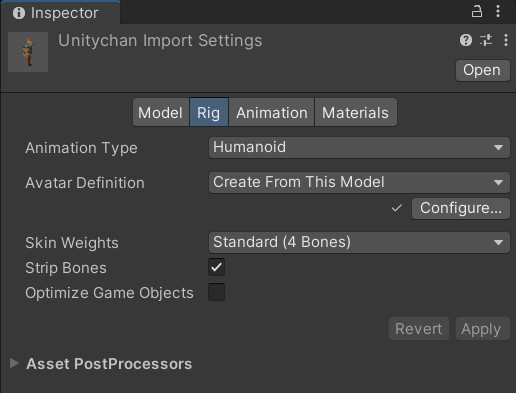 Inspector
Unitychan Import Settings
Open
Model Rig Animation Materials
Animation Type Humanoid
Avatar Definition Create From This Model
Configure...
Skin Weights Standard (4 Bones)
Strip Bones
Optimize Game Objects
Revert Apply
Asset PostProcessors